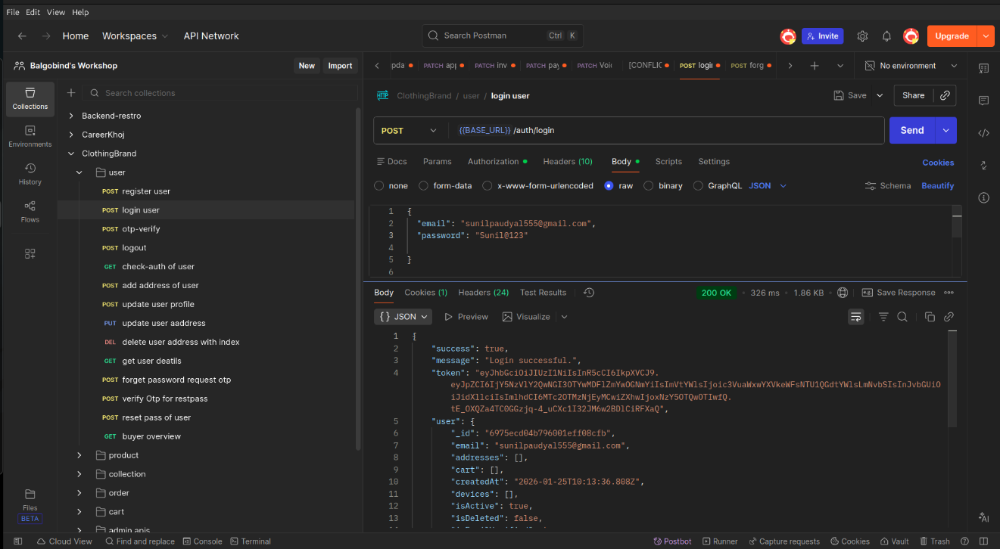 File Edit View Help
Home Workspaces API Network Search Postman Ctrl K Invite Upgrade
Balgobind's Workshop New Import
pda PATCH app PATCH inv PATCH pay PATCH Void [CONFLIC POST login POST forg No environment
Collections
Environments
History
Flows
Files
BETA
Search collections
Backend-restro
CareerKhoj
ClothingBrand
user
POST register user
POST login user
POST otp-verify
POST logout
GET check-auth of user
POST add address of user
POST update user profile
PUT update user aaddress
DEL delete user address with index
GET get user deatils
POST forget password request otp
POST verify Otp for restpass
POST reset pass of user
GET buyer overview
product
collection
order
cart
admin apis
HTTP ClothingBrand / user / login user Save Share
POST {{BASE_URL}} /auth/login Send
Docs Params Authorization Headers (10) Body Scripts Settings Cookies
none form-data x-www-form-urlencoded raw binary GraphQL JSON Schema Beautify
1 {
2 "email": "sunilpaudyal555@gmail.com",
3 "password": "Sunil@123"
4
5 }
6
Body Cookies (1) Headers (24) Test Results 200 OK 326 ms 1.86 KB Save Response
{} JSON Preview Visualize
1 {
2 "success": true,
3 "message": "Login successful.",
4 "token": "eyJhbGciOiJIUzI1NiIsInR5cCI6IkpXVCJ9.
5 "user": {
6 "_id": "6975ecd04b796001eff08cfb",
7 "email": "sunilpaudyal555@gmail.com",
8 "addresses": [],
9 "cart": [],
10 "createdAt": "2026-01-25T10:13:36.808Z",
11 "devices": [],
12 "isActive": true,
13 "isDeleted": false,
Cloud View Find and replace Console Terminal Postbot Runner Capture requests Cookies Vault Trash
AI